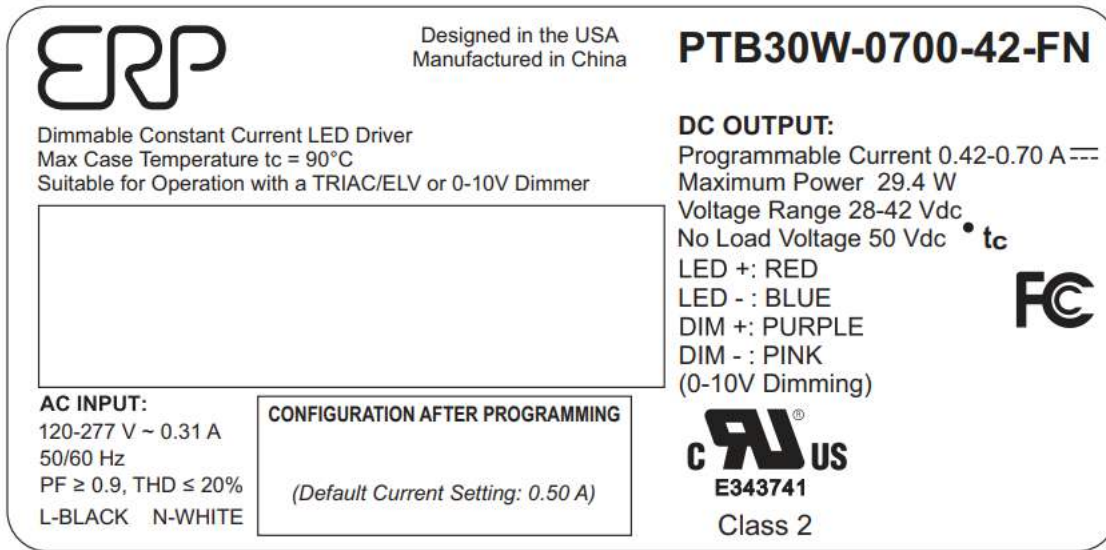 ERP
Designed in the USA
Manufactured in China
PTB30W-0700-42-FN
Dimmable Constant Current LED Driver
Max Case Temperature tc = 90°C
Suitable for Operation with a TRIAC/ELV or 0-10V Dimmer
DC OUTPUT:
Programmable Current 0.42-0.70 A ⎓
Maximum Power 29.4 W
Voltage Range 28-42 Vdc
No Load Voltage 50 Vdc
• tc
LED +: RED
LED - : BLUE
DIM +: PURPLE
DIM - : PINK
(0-10V Dimming)
FC
AC INPUT:
120-277 V ~ 0.31 A
50/60 Hz
PF ≥ 0.9, THD ≤ 20%
L-BLACK N-WHITE
CONFIGURATION AFTER PROGRAMMING
(Default Current Setting: 0.50 A)
C RU ® US
E343741
Class 2